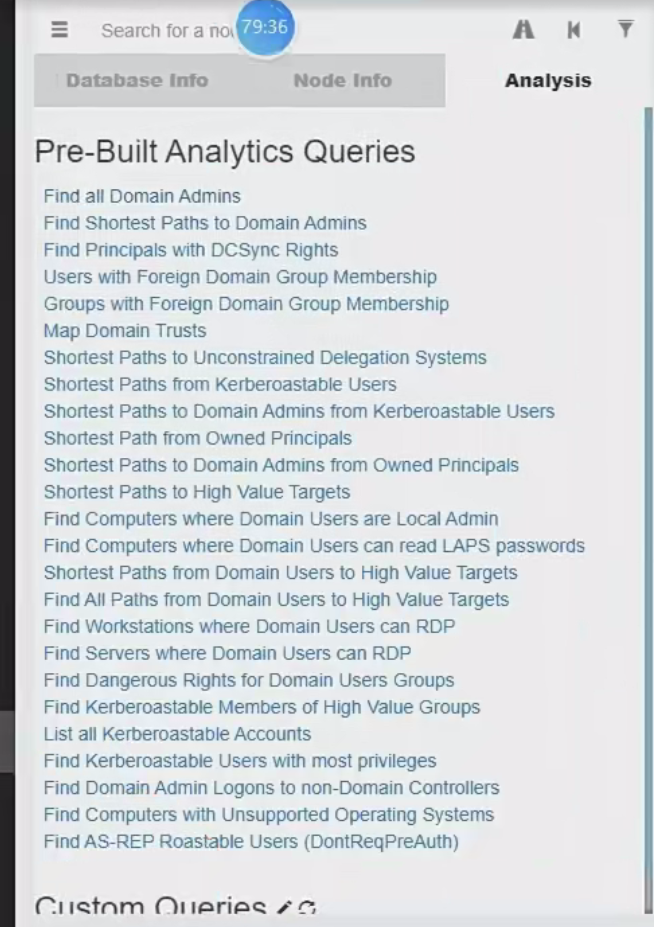 Search for a
79:36
Database Info
Node Info
Analysis
Pre-Built Analytics Queries
Find all Domain Admins
Find Shortest Paths to Domain Admins
Find Principals with DCSync Rights
Users with Foreign Domain Group Membership
Groups with Foreign Domain Group Membership
Map Domain Trusts
Shortest Paths to Unconstrained Delegation Systems
Shortest Paths from Kerberoastable Users
Shortest Paths to Domain Admins from Kerberoastable Users
Shortest Path from Owned Principals
Shortest Paths to Domain Admins from Owned Principals
Shortest Paths to High Value Targets
Find Computers where Domain Users are Local Admin
Find Computers where Domain Users can read LAPS passwords
Shortest Paths from Domain Users to High Value Targets
Find All Paths from Domain Users to High Value Targets
Find Workstations where Domain Users can RDP
Find Servers where Domain Users can RDP
Find Dangerous Rights for Domain Users Groups
Find Kerberoastable Members of High Value Groups
List all Kerberoastable Accounts
Find Kerberoastable Users with most privileges
Find Domain Admin Logons to non-Domain Controllers
Find Computers with Unsupported Operating Systems
Find AS-REP Roastable Users (DontReqPreAuth)
Custom Queries